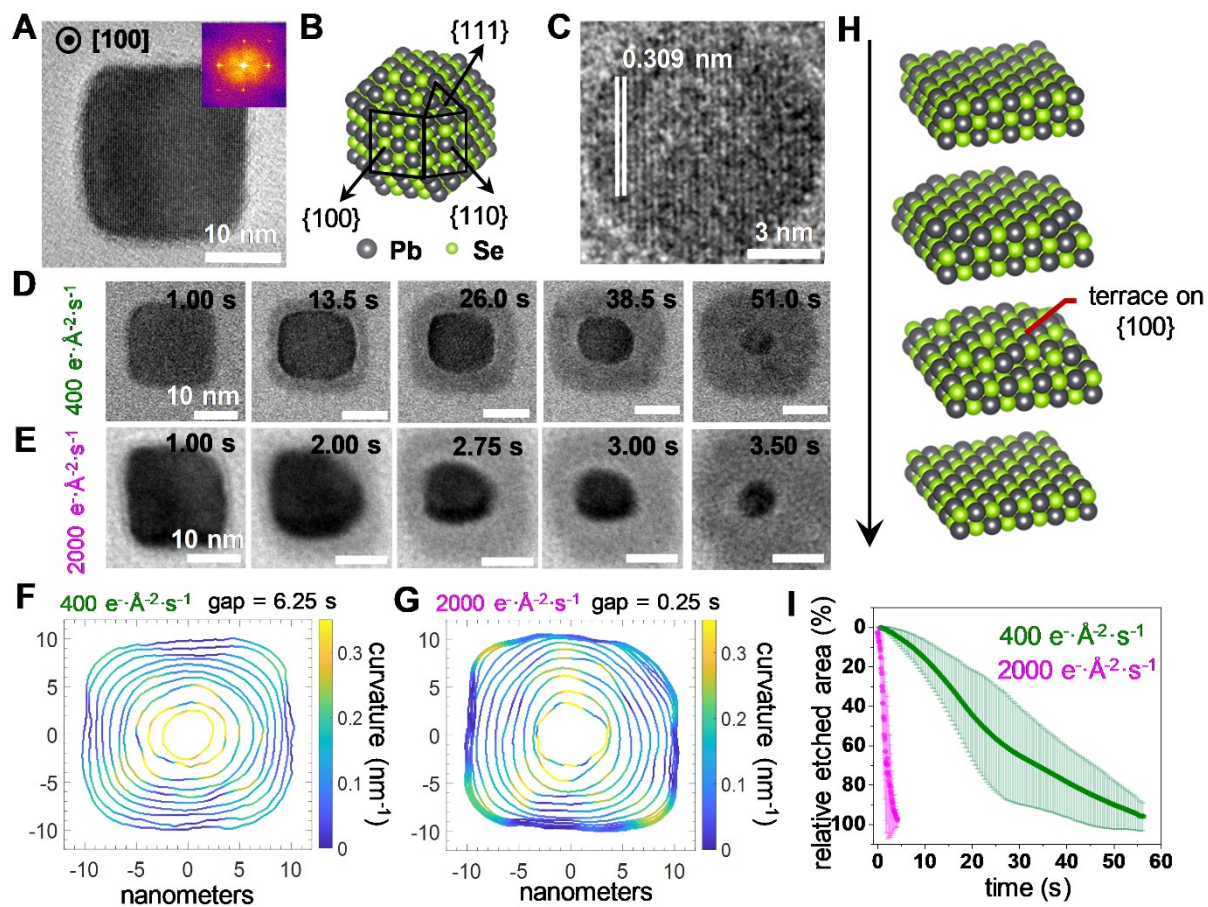 A
[100]
10 nm
B
{111}
{100}
{110}
Pb
Se
C
0.309 nm
3 nm
H
terrace on
{100}
D
400 e⁻·Å⁻²·s⁻¹
1.00 s
13.5 s
26.0 s
38.5 s
51.0 s
10 nm
E
2000 e⁻·Å⁻²·s⁻¹
1.00 s
2.00 s
2.75 s
3.00 s
3.50 s
10 nm
F
400 e⁻·Å⁻²·s⁻¹ gap = 6.25 s
10
5
0
-5
-10
-10 -5 0 5 10
nanometers
0.3
0.2
0.1
0
curvature (nm⁻¹)
G
2000 e⁻·Å⁻²·s⁻¹ gap = 0.25 s
10
5
0
-5
-10
-10 -5 0 5 10
nanometers
0.3
0.2
0.1
0
curvature (nm⁻¹)
I
400 e⁻·Å⁻²·s⁻¹
2000 e⁻·Å⁻²·s⁻¹
relative etched area (%)
0
20
40
60
80
100
0 10 20 30 40 50 60
time (s)